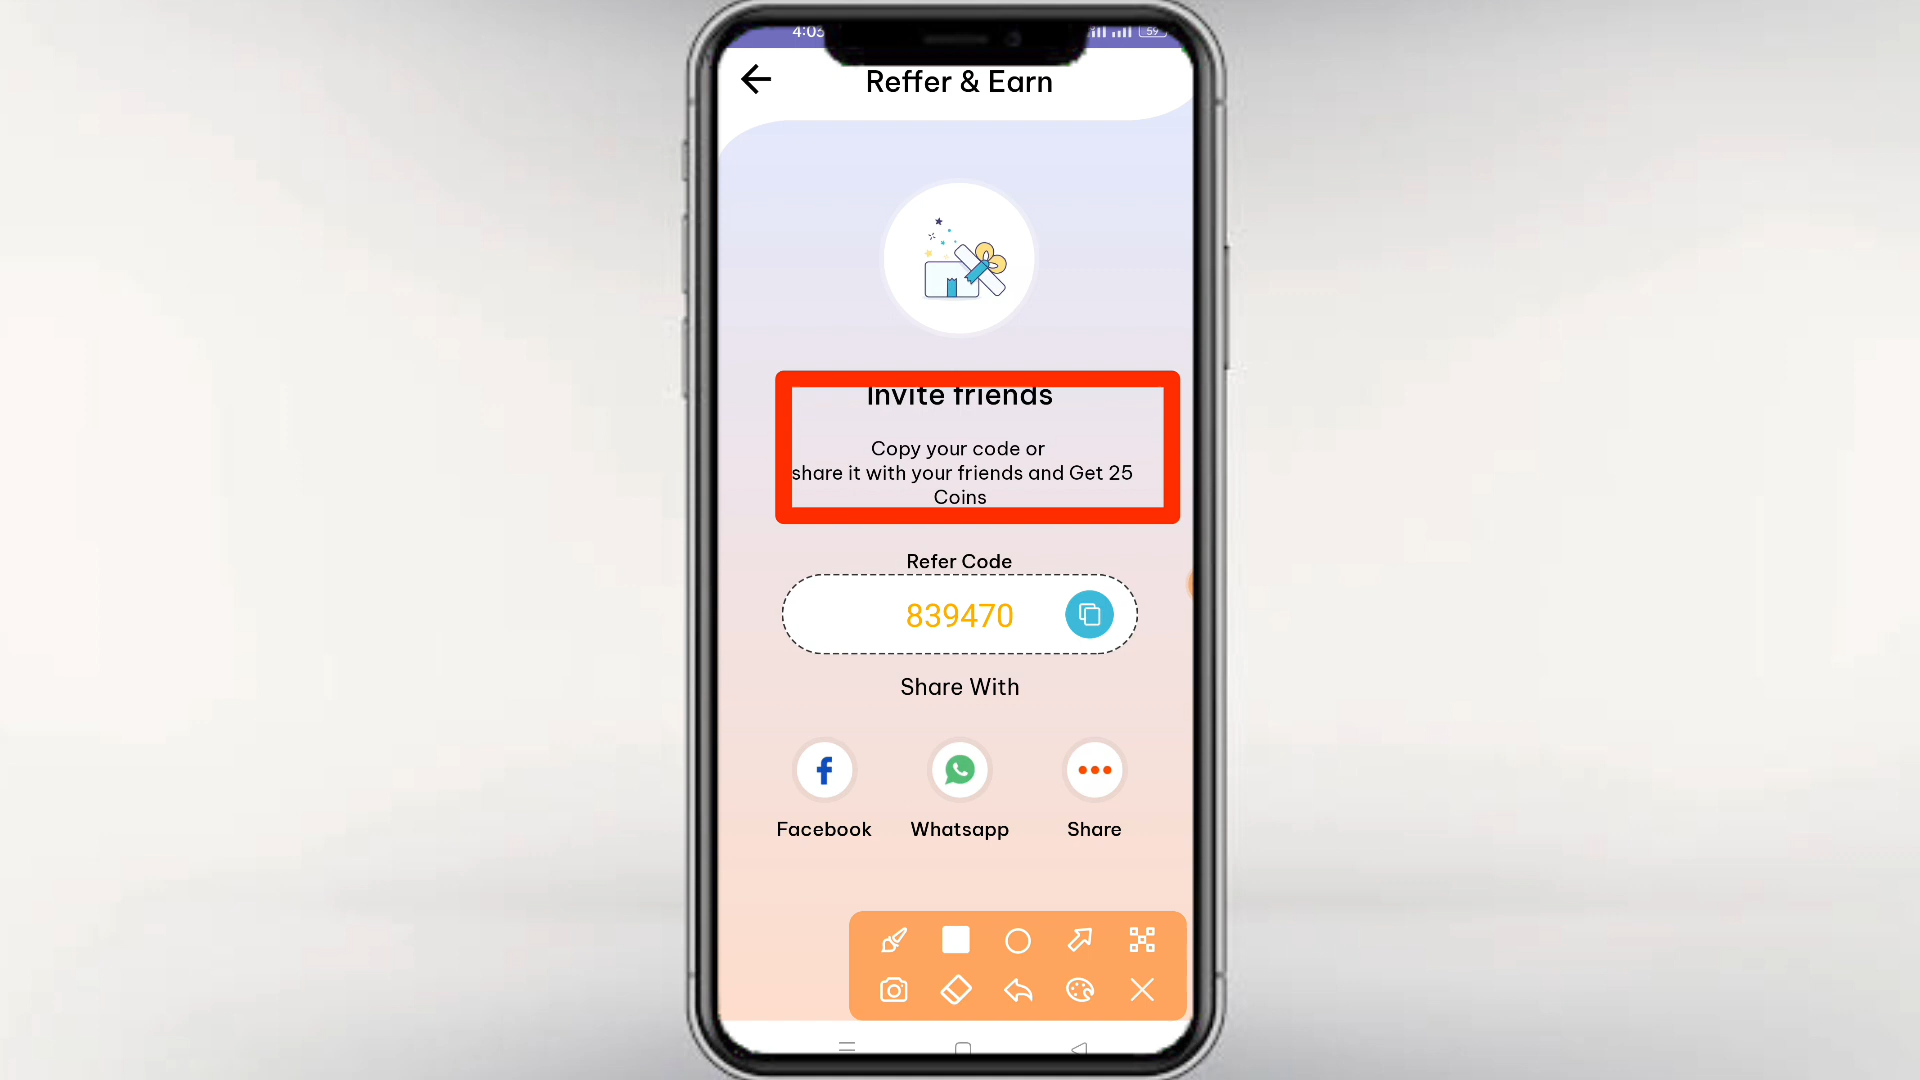 4:03
59
Reffer & Earn
Invite friends
Copy your code or
share it with your friends and Get 25
Coins
Refer Code
839470
Share With
Facebook
Whatsapp
Share